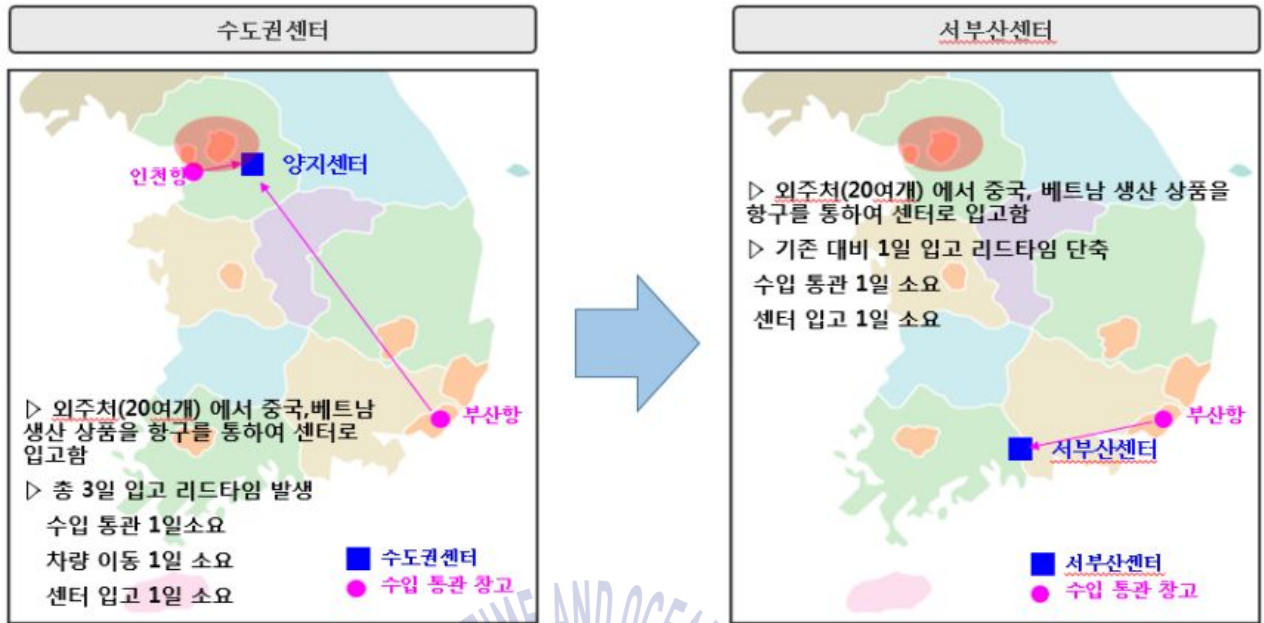 수도권센터
인천항
양지센터
부산항
▷ 외주처(20여개) 에서 중국,베트남
생산 상품을 항구를 통하여 센터로
입고함
▷ 총 3일 입고 리드타임 발생
수입 통관 1일소요
차량 이동 1일 소요
센터 입고 1일 소요
수도권센터
수입 통관 창고
서부산센터
▷ 외주처(20여개) 에서 중국, 베트남 생산 상품을
항구를 통하여 센터로 입고함
▷ 기존 대비 1일 입고 리드타임 단축
수입 통관 1일 소요
센터 입고 1일 소요
부산항
서부산센터
서부산센터
수입 통관 창고
TIME AND OCEAN